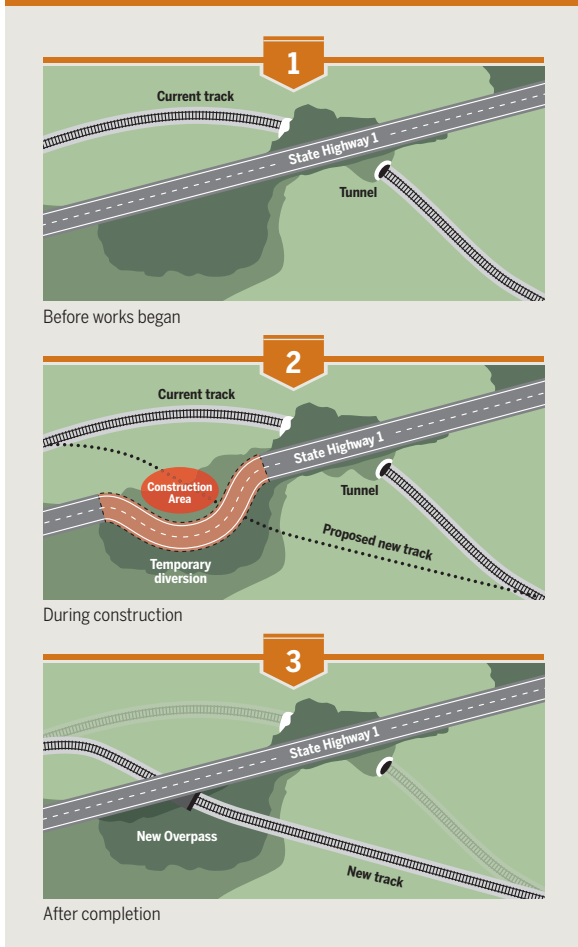 1
Current track
State Highway 1
Tunnel
Before works began
2
Current track
State Highway 1
Construction
Area
Tunnel
Proposed new track
Temporary
diversion
During construction
3
State Highway 1
New Overpass
New track
After completion